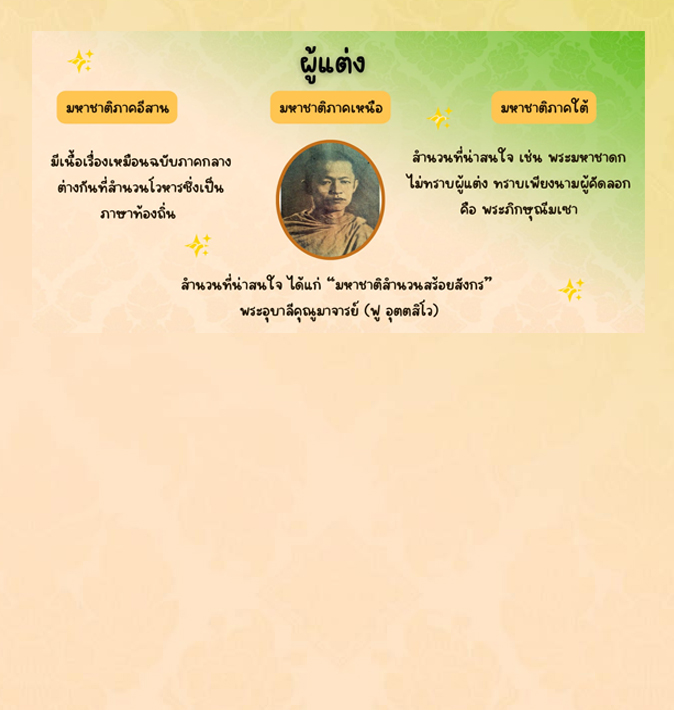 ผู้แต่ง
มหาชาติภาคอีสาน
มีเนื้อเรื่องเหมือนฉบับภาคกลาง
ต่างกันที่สำนวนโวหารซึ่งเป็น
ภาษาท้องถิ่น
มหาชาติภาคเหนือ
สำนวนที่น่าสนใจ ได้แก่ “มหาชาติสำนวนสร้อยสังกร”
พระอุบาลีคุณูมาจารย์ (ฟู อุตตสิโว)
มหาชาติภาคใต้
สำนวนที่น่าสนใจ เช่น พระมหาชาดก
ไม่ทราบผู้แต่ง ทราบเพียงนามผู้คัดลอก
คือ พระภิกษุณีมเซา